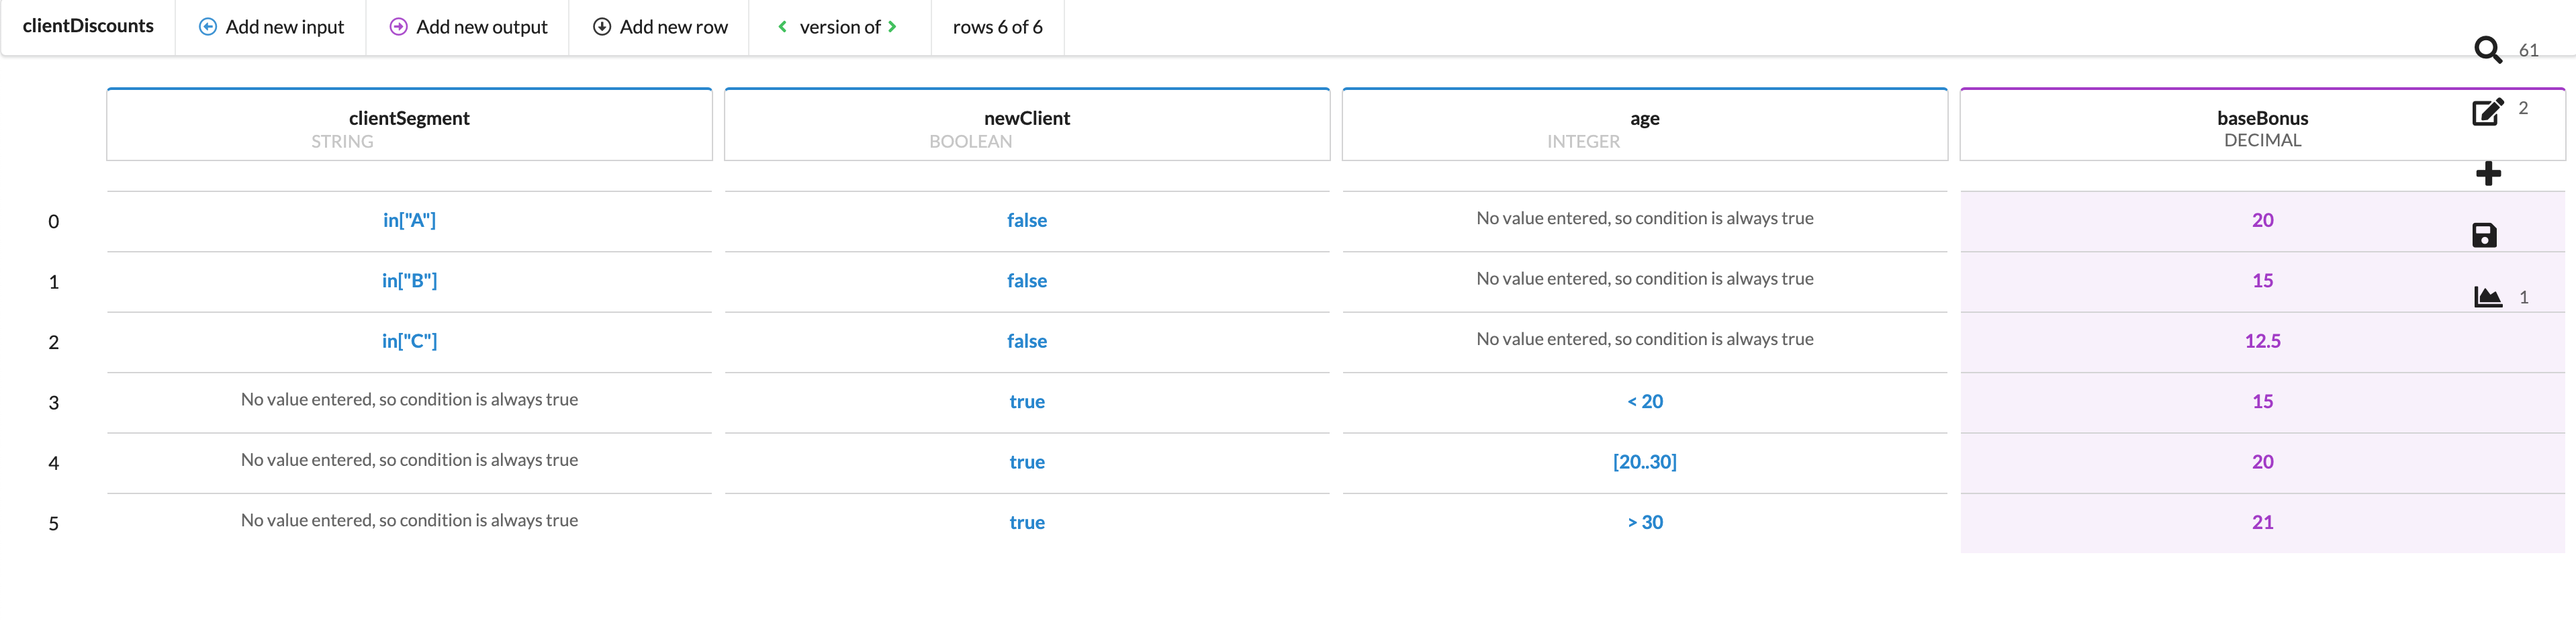 clientDiscounts Add new input Add new output Add new row version of rows 6 of 6
61
clientSegment newClient age baseBonus 2
STRING BOOLEAN INTEGER DECIMAL
0 in["A"] false No value entered, so condition is always true 20
1 in["B"] false No value entered, so condition is always true 15
1
2 in["C"] false No value entered, so condition is always true 12.5
3 No value entered, so condition is always true true < 20 15
4 No value entered, so condition is always true true [20..30] 20
5 No value entered, so condition is always true true > 30 21